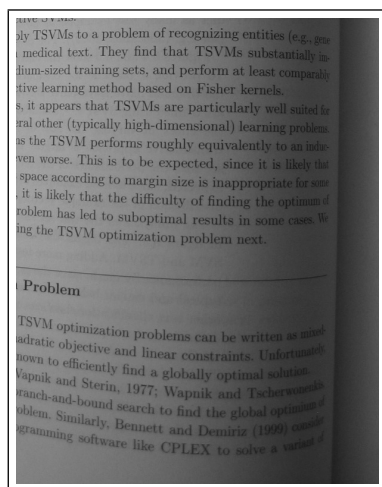 ctive SVMs.
ply TSVMs to a problem of recognizing entities (e.g., gene
medical text. They find that TSVMs substantially im-
dium-sized training sets, and perform at least comparably
ctive learning method based on Fisher kernels.
s, it appears that TSVMs are particularly well suited for
eral other (typically high-dimensional) learning problems.
as the TSVM performs roughly equivalently to an induc-
even worse. This is to be expected, since it is likely that
space according to margin size is inappropriate for some
, it is likely that the difficulty of finding the optimum of
roblem has led to suboptimal results in some cases. We
ing the TSVM optimization problem next.
n Problem
TSVM optimization problems can be written as mixed-
adratic objective and linear constraints. Unfortunately,
nown to efficiently find a globally optimal solution.
Vapnik and Sterin, 1977; Wapnik and Tscherwonenkis,
branch-and-bound search to find the global optimum of
oblem. Similarly, Bennett and Demiriz (1999) consider
ogramming software like CPLEX to solve a variant of